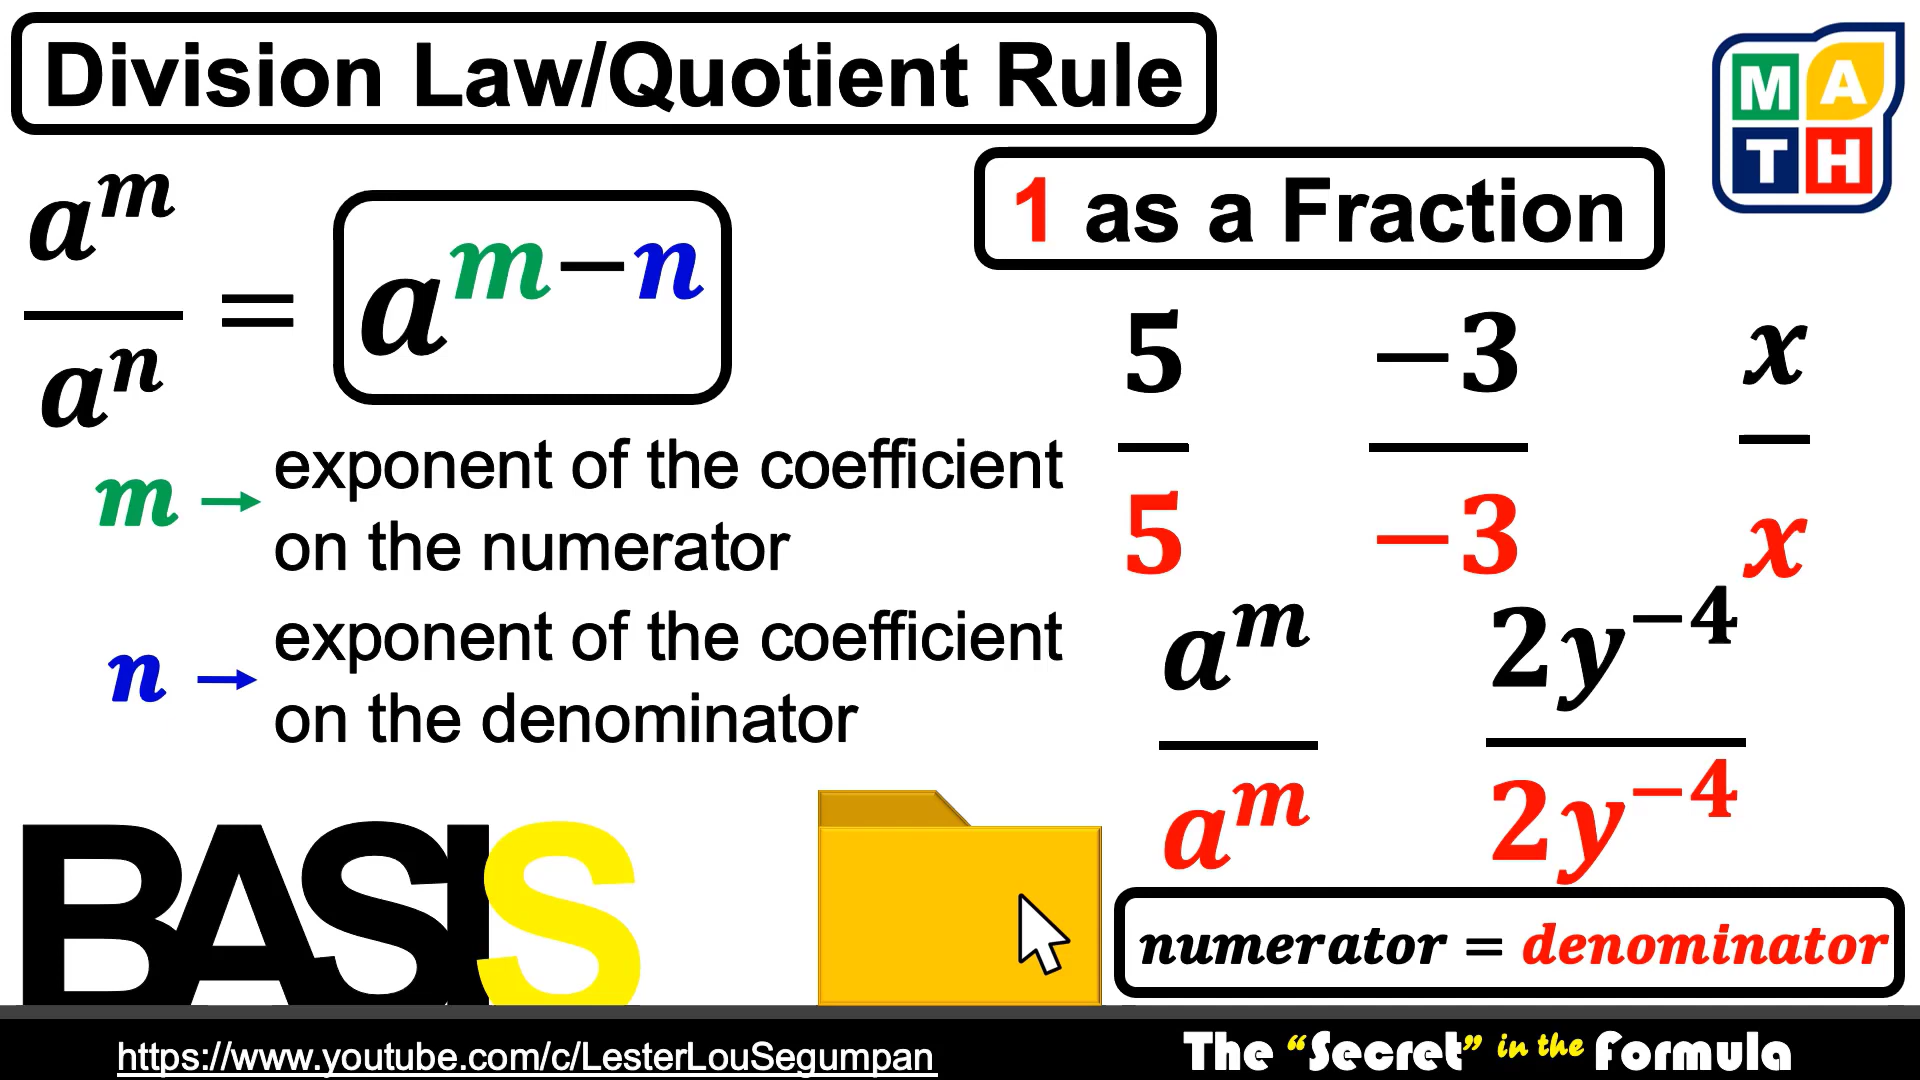 Division Law/Quotient Rule
M A
T H
a^m / a^n = a^{m−n}
m → exponent of the coefficient
on the numerator
n → exponent of the coefficient
on the denominator
1 as a Fraction
5 / 5
−3 / −3
x / x
a^m / a^m
2y^{−4} / 2y^{−4}
numerator = denominator
BASIS
https://www.youtube.com/c/LesterLouSegumpan
The “Secret” in the Formula